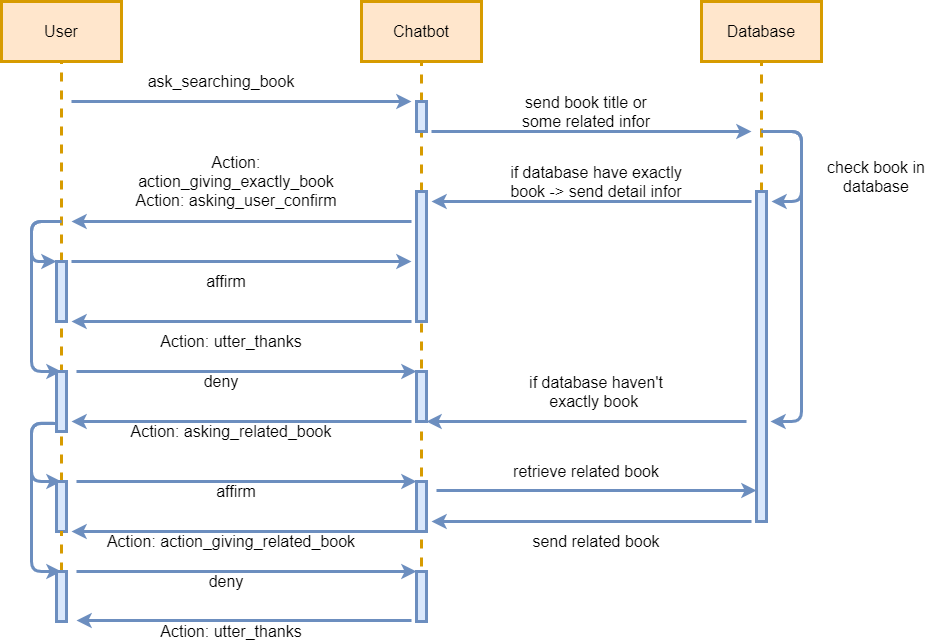 User
Chatbot
Database
ask_searching_book
send book title or
some related infor
check book in
database
Action:
action_giving_exactly_book
Action: asking_user_confirm
if database have exactly
book -> send detail infor
affirm
Action: utter_thanks
deny
if database haven't
exactly book
Action: asking_related_book
retrieve related book
affirm
Action: action_giving_related_book
send related book
deny
Action: utter_thanks